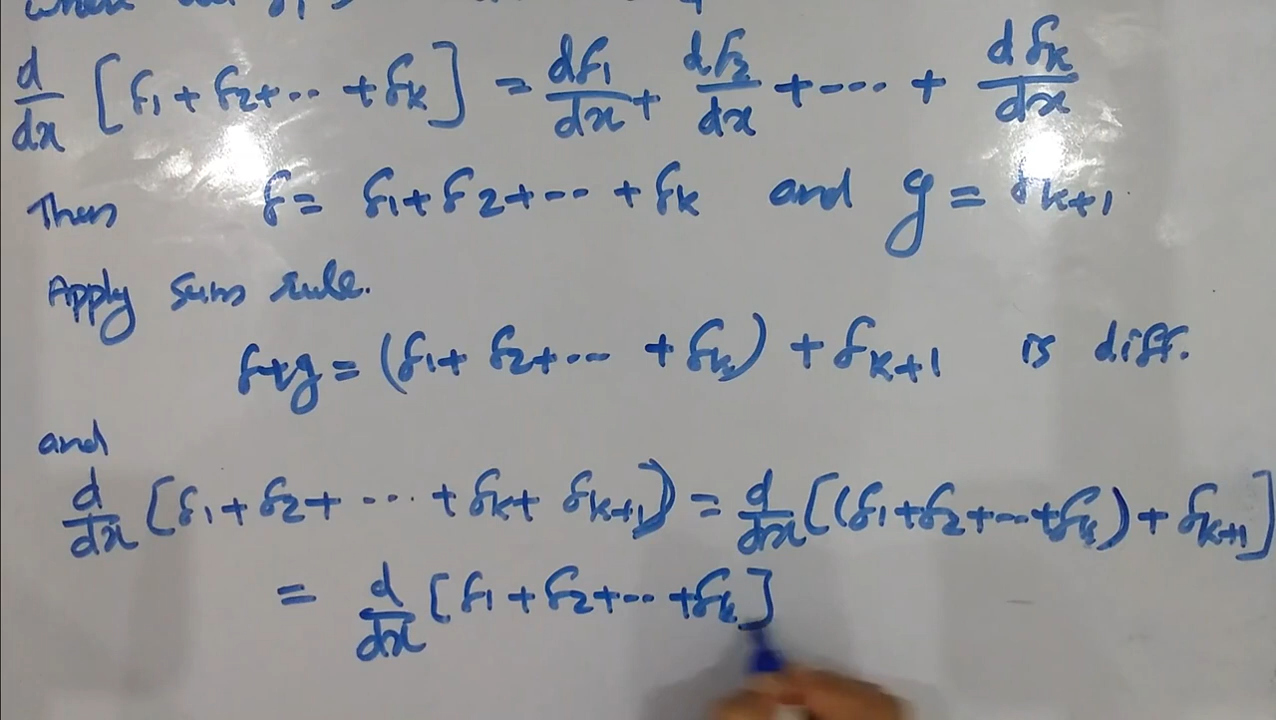 d/dx [f₁ + f₂ + ··· + fₖ] = df₁/dx + df₂/dx + ···· + dfₖ/dx
Then f = f₁ + f₂ + ··· + fₖ and g = fₖ₊₁
Apply sum rule.
f+g = (f₁ + f₂ + ··· + fₖ) + fₖ₊₁ is diff.
and
d/dx [f₁ + f₂ + ···· + fₖ + fₖ₊₁] = d/dx [(f₁ + f₂ + ··· + fₖ) + fₖ₊₁]
= d/dx [f₁ + f₂ + ··· + fₖ]